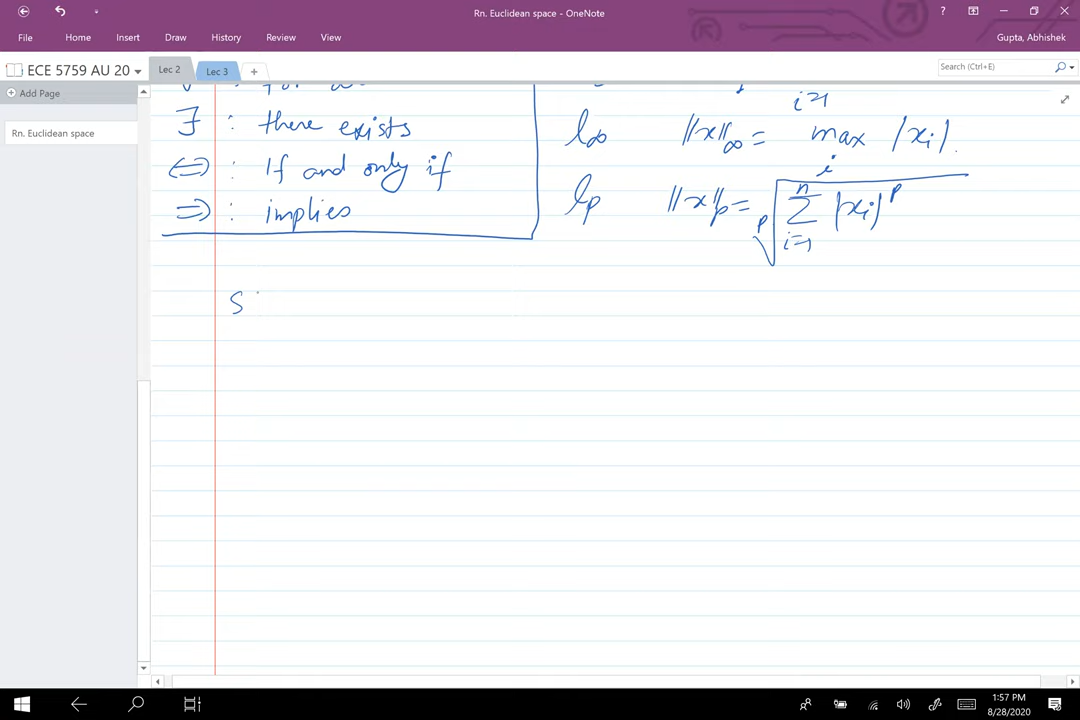 Rn. Euclidean space - OneNote
File Home Insert Draw History Review View
Gupta, Abhishek
ECE 5759 AU 20
Lec 2
Lec 3
Search (Ctrl+E)
Add Page
Rn. Euclidean space
∃ : there exists
⇔ : If and only if
⇒ : implies
i=1
l∞ ||x||∞ = max |xi|.
i
lp ||x||p = p√ n Σ i=1 |xi|^p
S
1:57 PM
8/28/2020